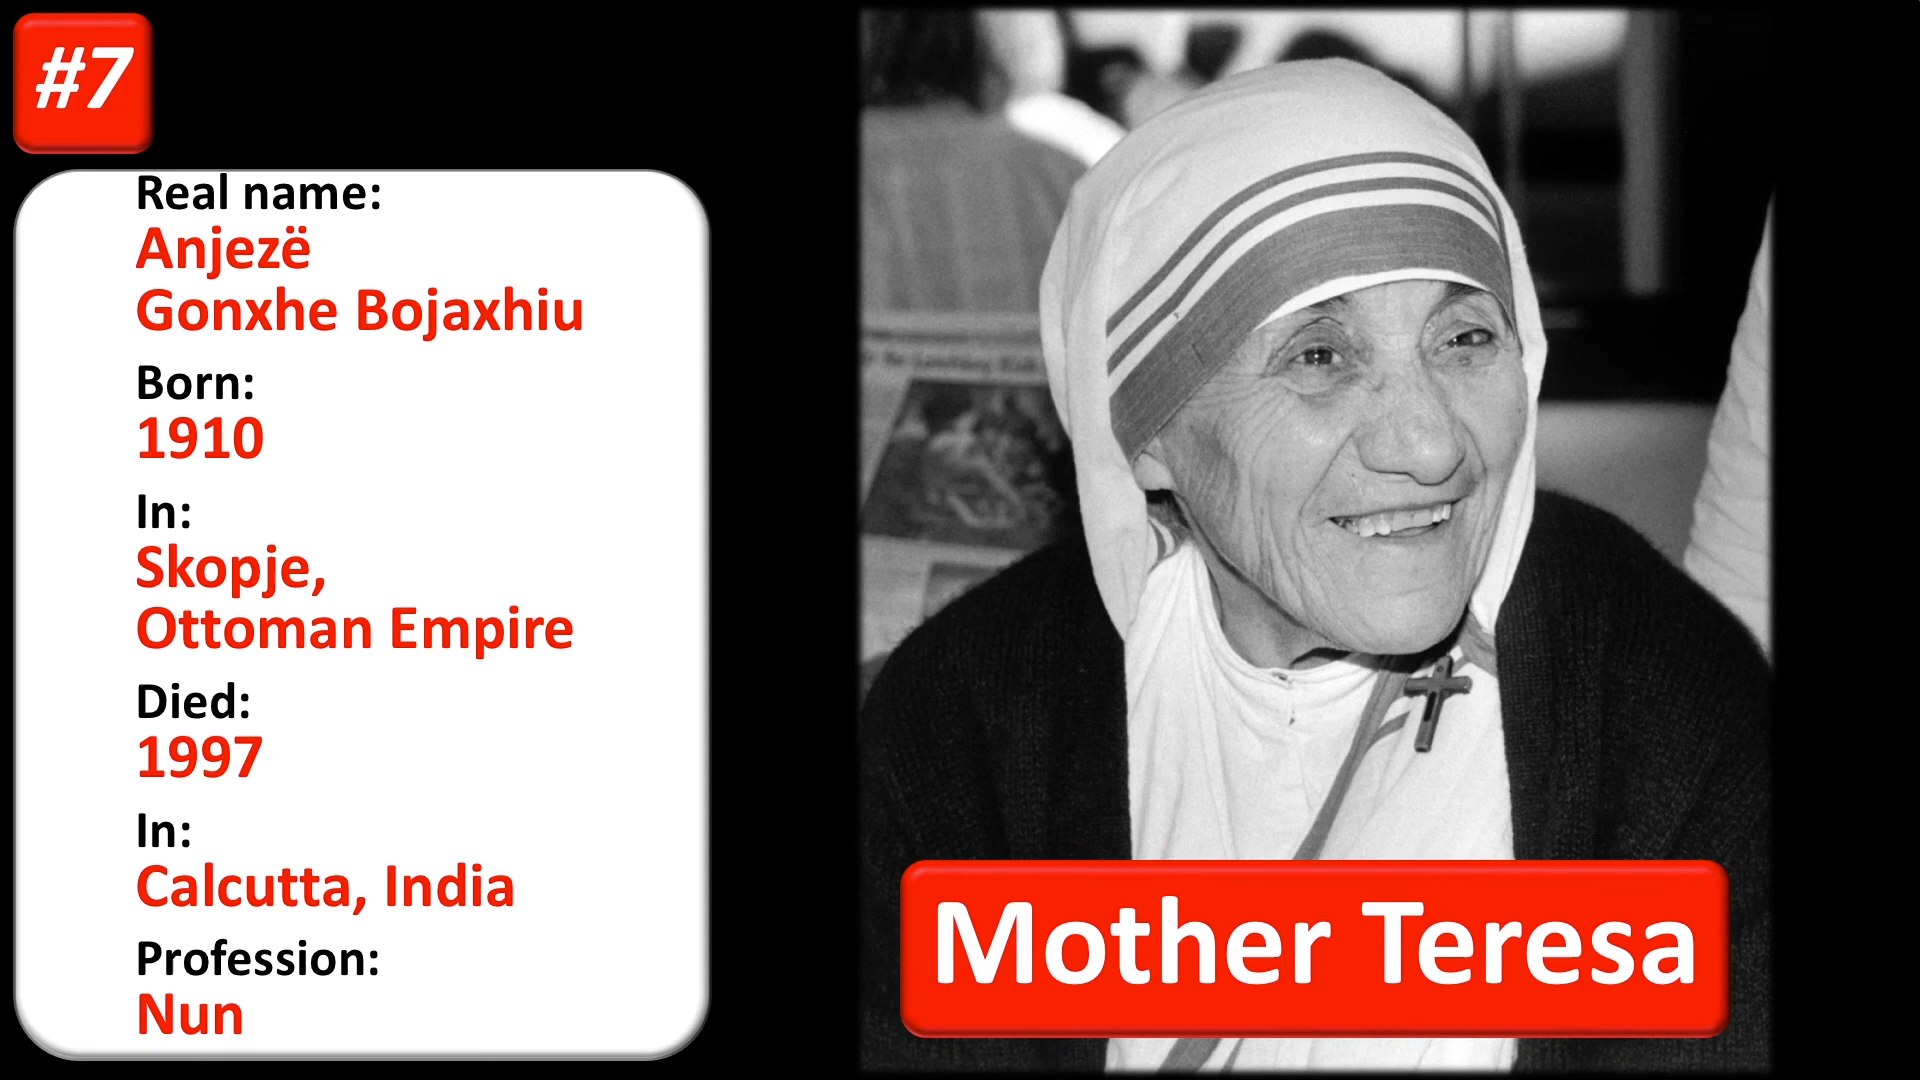 #7
Real name:
Anjezë
Gonxhe Bojaxhiu
Born:
1910
In:
Skopje,
Ottoman Empire
Died:
1997
In:
Calcutta, India
Profession:
Nun
Mother Teresa